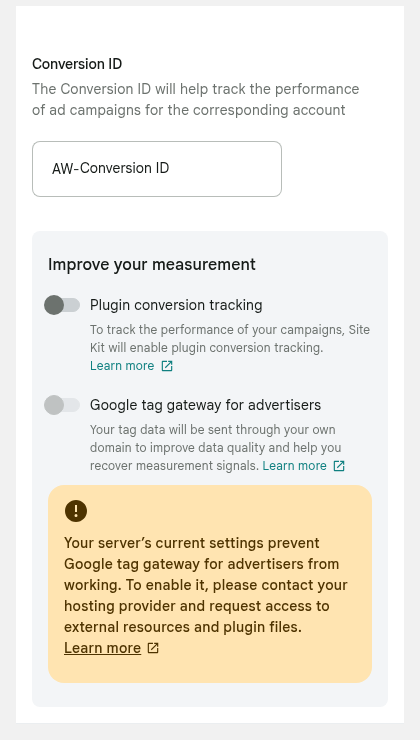 Conversion ID
The Conversion ID will help track the performance
of ad campaigns for the corresponding account
AW-Conversion ID
Improve your measurement
Plugin conversion tracking
To track the performance of your campaigns, Site
Kit will enable plugin conversion tracking.
Learn more
Google tag gateway for advertisers
Your tag data will be sent through your own
domain to improve data quality and help you
recover measurement signals. Learn more
Your server’s current settings prevent
Google tag gateway for advertisers from
working. To enable it, please contact your
hosting provider and request access to
external resources and plugin files.
Learn more